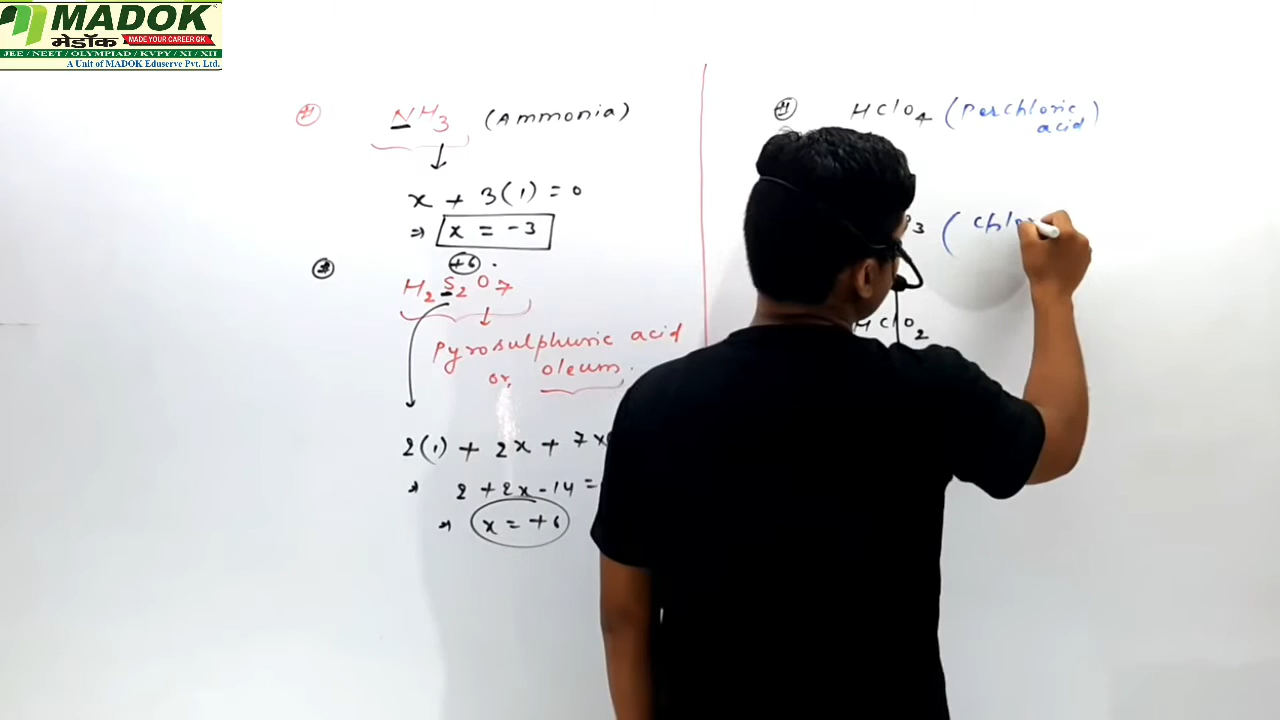 MADOK
मेडॉक MADE YOUR CAREER GK
JEE / NEET / OLYMPIAD / KVPY / XI / XII
A Unit of MADOK Eduserve Pvt. Ltd.
NH3 (Ammonia)
x + 3(1) = 0
⇒ x = -3
+6
H2S2O7
Pyrosulphuric acid
or oleum.
2(1) + 2x + 7x
⇒ 2 + 2x - 14 =
⇒ x = +6
HClO4 (Perchloric
acid)
3 ( Chlo
HClO2